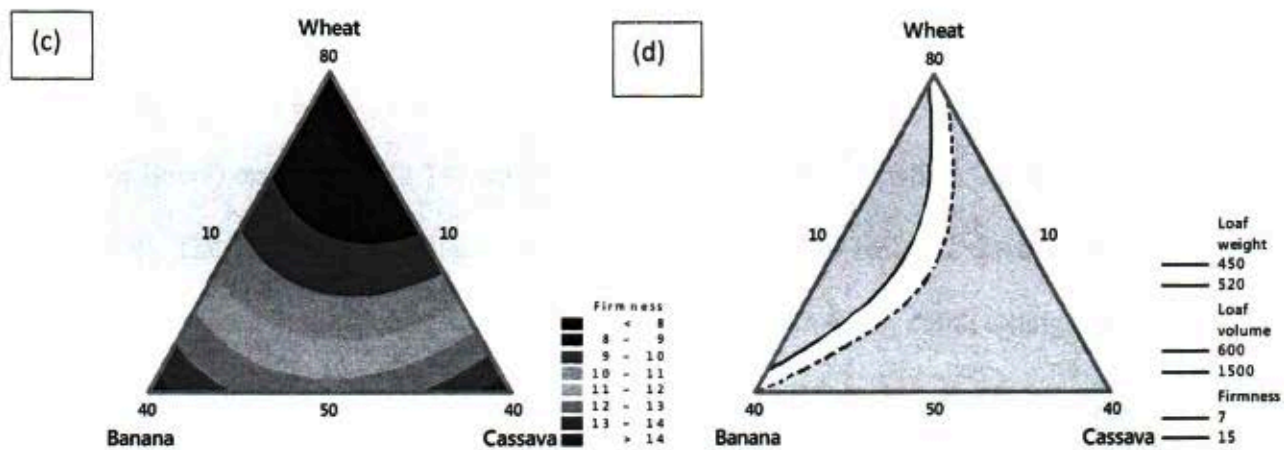 (c)
Wheat
80
10
10
40
50
40
Banana
Cassava
Firmness
< 8
8 - 9
9 - 10
10 - 11
11 - 12
12 - 13
13 - 14
> 14
(d)
Wheat
80
10
10
40
50
40
Banana
Cassava
Loaf
weight
450
520
Loaf
volume
600
1500
Firmness
7
15